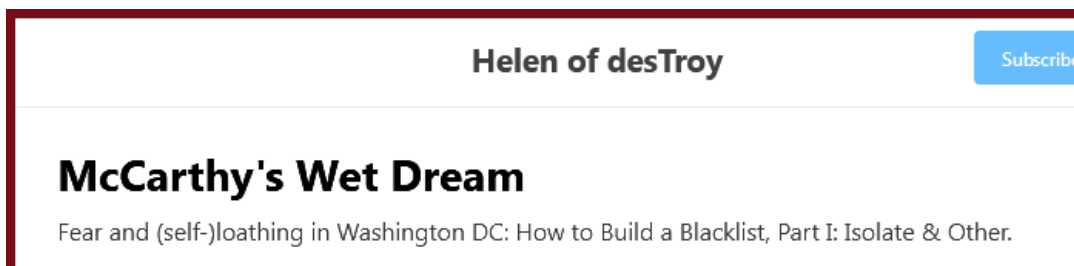 Helen of desTroy
Subscribe
McCarthy's Wet Dream
Fear and (self-)loathing in Washington DC: How to Build a Blacklist, Part I: Isolate & Other.